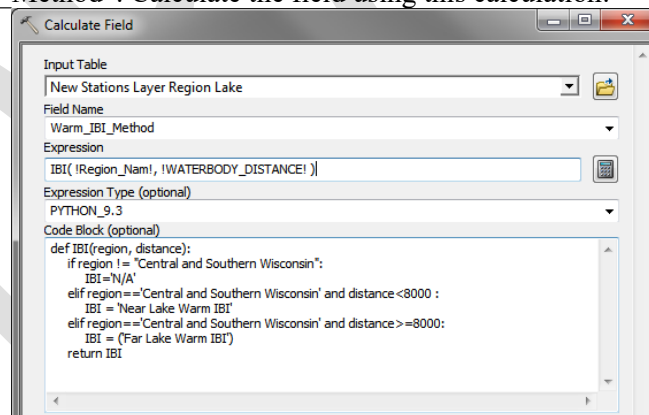 Method". Calculate the field using this calculation:
Calculate Field
Input Table
New Stations Layer Region Lake
Field Name
Warm_IBI_Method
Expression
IBI( !Region_Nam!, !WATERBODY_DISTANCE! )
Expression Type (optional)
PYTHON_9.3
Code Block (optional)
def IBI(region, distance):
    if region != "Central and Southern Wisconsin":
        IBI='N/A'
    elif region=='Central and Southern Wisconsin' and distance<8000 :
        IBI = 'Near Lake Warm IBI'
    elif region=='Central and Southern Wisconsin' and distance>=8000:
        IBI = ('Far Lake Warm IBI')
    return IBI